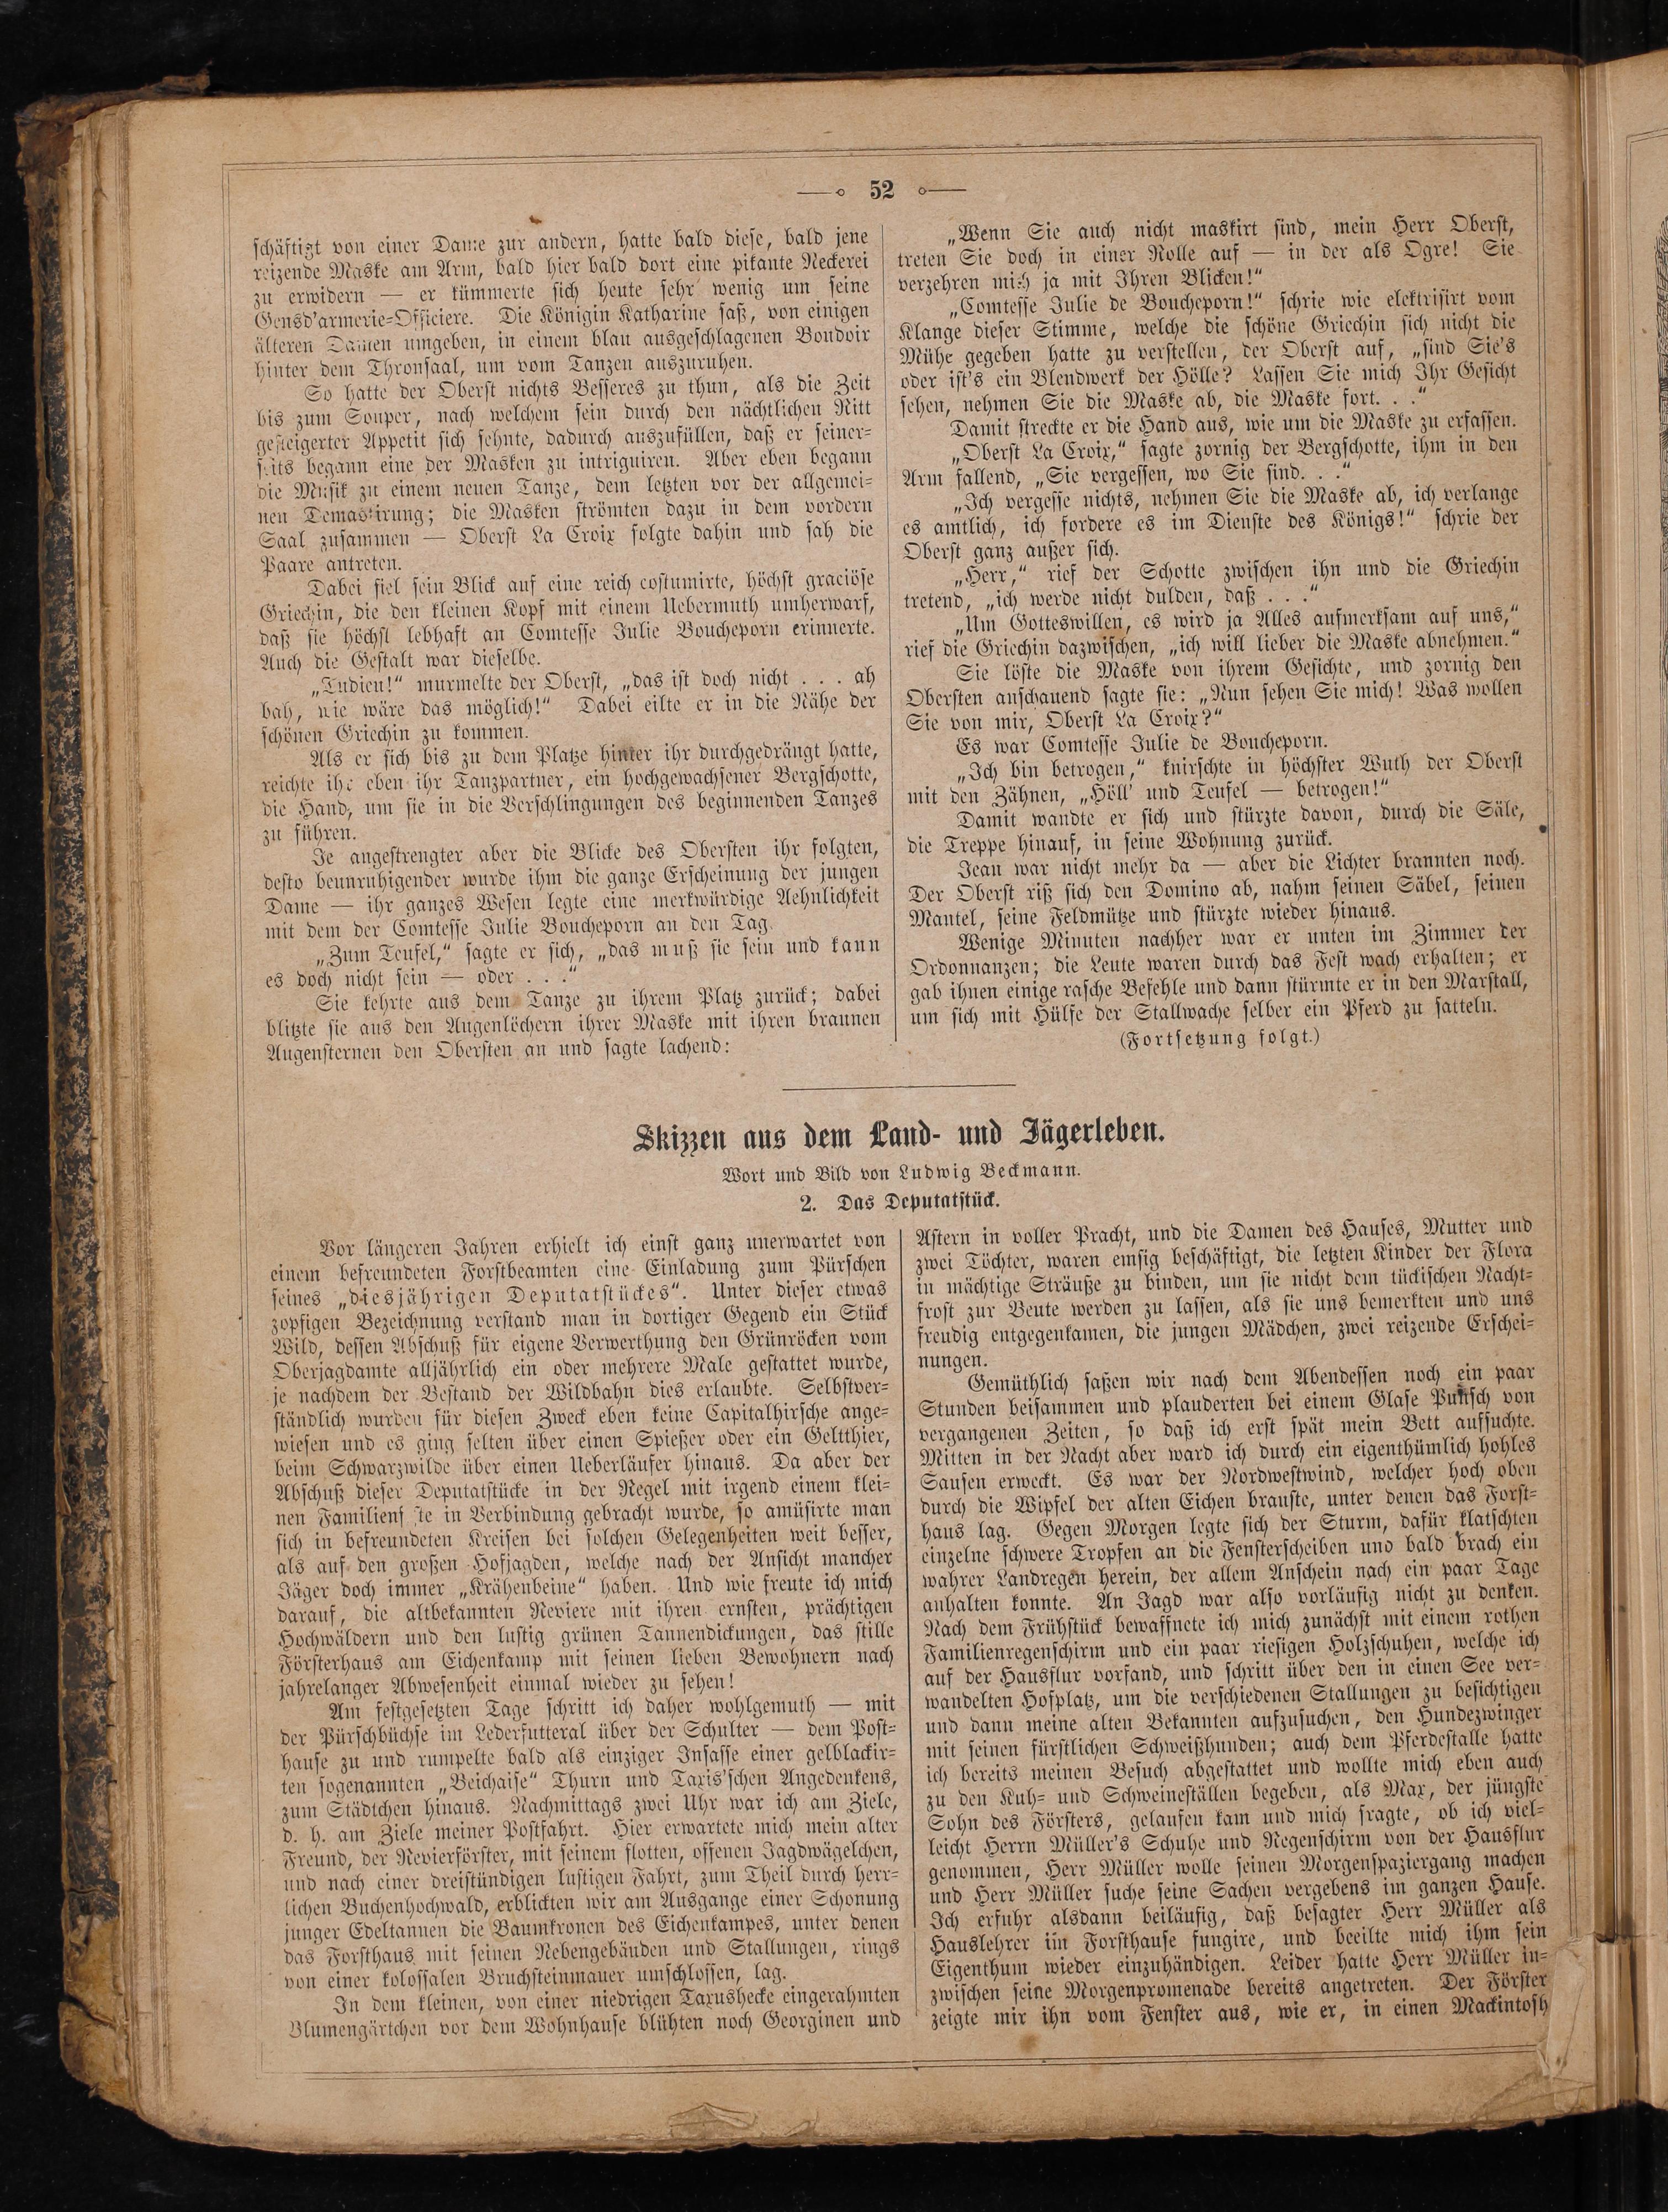 52
schäftigt von einer Dame zur andern, hatte bald diese, bald jene
reizende Maske am Arm, bald hier bald dort eine pikante Neckerei
zu erwidern — er kümmerte sich heute sehr wenig um seine
Gensd'armerie-Officiere. Die Königin Katharine saß, von einigen
älteren Damen umgeben, in einem blau ausgeschlagenen Boudoir
hinter dem Thronsaal, um vom Tanzen auszuruhen.
So hatte der Oberst nichts Besseres zu thun, als die Zeit
bis zum Souper, nach welchem sein durch den nächtlichen Ritt
gesteigerter Appetit sich sehnte, dadurch auszufüllen, daß er seiner-
seits begann eine der Masken zu intriguiren. Aber eben begann
die Musik zu einem neuen Tanze, dem letzten vor der allgemei-
nen Demaskirung; die Masken strömten dazu in dem vordern
Saal zusammen — Oberst La Croix folgte dahin und sah die
Paare antreten.
Dabei fiel sein Blick auf eine reich costumirte, höchst graciöse
Griechin, die den kleinen Kopf mit einem Uebermuth umherwarf,
daß sie höchst lebhaft an Comtesse Julie Boucheporn erinnerte.
Auch die Gestalt war dieselbe.
„Tudieu!“ murmelte der Oberst, „das ist doch nicht . . . ah
bah, wie wäre das möglich!“ Dabei eilte er in die Nähe der
schönen Griechin zu kommen.
Als er sich bis zu dem Platze hinter ihr durchgedrängt hatte,
reichte ihr eben ihr Tanzpartner, ein hochgewachsener Bergschotte,
die Hand, um sie in die Verschlingungen des beginnenden Tanzes
zu führen.
Je angestrengter aber die Blicke des Obersten ihr folgten,
desto beunruhigender wurde ihm die ganze Erscheinung der jungen
Dame — ihr ganzes Wesen legte eine merkwürdige Aehnlichkeit
mit dem der Comtesse Julie Boucheporn an den Tag.
„Zum Teufel,“ sagte er sich, „das muß sie sein und kann
es doch nicht sein — oder . . .“
Sie kehrte aus dem Tanze zu ihrem Platz zurück; dabei
blitzte sie aus den Augenlöchern ihrer Maske mit ihren braunen
Augensternen den Obersten an und sagte lachend:
„Wenn Sie auch nicht maskirt sind, mein Herr Oberst,
treten Sie doch in einer Rolle auf — in der als Ogre! Sie
verzehren mich ja mit Ihren Blicken!“
„Comtesse Julie de Boucheporn!“ schrie wie elektrisirt vom
Klange dieser Stimme, welche die schöne Griechin sich nicht die
Mühe gegeben hatte zu verstellen, der Oberst auf, „sind Sie's
oder ist's ein Blendwerk der Hölle? Lassen Sie mich Ihr Gesicht
sehen, nehmen Sie die Maske ab, die Maske fort. . .“
Damit streckte er die Hand aus, wie um die Maske zu erfassen.
„Oberst La Croix,“ sagte zornig der Bergschotte, ihm in den
Arm fallend, „Sie vergessen, wo Sie sind. . .“
„Ich vergesse nichts, nehmen Sie die Maske ab, ich verlange
es amtlich, ich fordere es im Dienste des Königs!“ schrie der
Oberst ganz außer sich.
„Herr,“ rief der Schotte zwischen ihn und die Griechin
tretend, „ich werde nicht dulden, daß . . .“
„Um Gotteswillen, es wird ja Alles aufmerksam auf uns,“
rief die Griechin dazwischen, „ich will lieber die Maske abnehmen.“
Sie löste die Maske von ihrem Gesichte, und zornig den
Obersten anschauend sagte sie: „Nun sehen Sie mich! Was wollen
Sie von mir, Oberst La Croix?“
Es war Comtesse Julie de Boucheporn.
„Ich bin betrogen,“ knirschte in höchster Wuth der Oberst
mit den Zähnen, „Höll' und Teufel — betrogen!“
Damit wandte er sich und stürzte davon, durch die Säle,
die Treppe hinauf, in seine Wohnung zurück.
Jean war nicht mehr da — aber die Lichter brannten noch.
Der Oberst riß sich den Domino ab, nahm seinen Säbel, seinen
Mantel, seine Feldmütze und stürzte wieder hinaus.
Wenige Minuten nachher war er unten im Zimmer der
Ordonnanzen; die Leute waren durch das Fest wach erhalten; er
gab ihnen einige rasche Befehle und dann stürmte er in den Marstall,
um sich mit Hülfe der Stallwache selber ein Pferd zu satteln.
(Fortsetzung folgt.)
Skizzen aus dem Land- und Jägerleben.
Wort und Bild von Ludwig Beckmann.
2. Das Deputatstück.
Vor längeren Jahren erhielt ich einst ganz unerwartet von
einem befreundeten Forstbeamten eine Einladung zum Pürschen
seines „diesjährigen Deputatstückes“. Unter dieser etwas
zopfigen Bezeichnung verstand man in dortiger Gegend ein Stück
Wild, dessen Abschuß für eigene Verwerthung den Grünröcken vom
Oberjagdamte alljährlich ein oder mehrere Male gestattet wurde,
je nachdem der Bestand der Wildbahn dies erlaubte. Selbstver-
ständlich wurden für diesen Zweck eben keine Capitalhirsche ange-
wiesen und es ging selten über einen Spießer oder ein Geltthier,
beim Schwarzwilde über einen Ueberläufer hinaus. Da aber der
Abschuß dieser Deputatstücke in der Regel mit irgend einem klei-
nen Familienfeste in Verbindung gebracht wurde, so amüsirte man
sich in befreundeten Kreisen bei solchen Gelegenheiten weit besser,
als auf den großen Hofjagden, welche nach der Ansicht mancher
Jäger doch immer „Krähenbeine“ haben. Und wie freute ich mich
darauf, die altbekannten Reviere mit ihren ernsten, prächtigen
Hochwäldern und den lustig grünen Tannendickungen, das stille
Försterhaus am Eichenkamp mit seinen lieben Bewohnern nach
jahrelanger Abwesenheit einmal wieder zu sehen!
Am festgesetzten Tage schritt ich daher wohlgemuth — mit
der Pürschbüchse im Lederfutteral über der Schulter — dem Post-
hause zu und rumpelte bald als einziger Insasse einer gelblackir-
ten sogenannten „Beichaise“ Thurn und Taxis'schen Angedenkens,
zum Städtchen hinaus. Nachmittags zwei Uhr war ich am Ziele,
d. h. am Ziele meiner Postfahrt. Hier erwartete mich mein alter
Freund, der Revierförster, mit seinem flotten, offenen Jagdwägelchen,
und nach einer dreistündigen lustigen Fahrt, zum Theil durch herr-
lichen Buchenhochwald, erblickten wir am Ausgange einer Schonung
junger Edeltannen die Baumkronen des Eichenkampes, unter denen
das Forsthaus mit seinen Nebengebäuden und Stallungen, rings
von einer kolossalen Bruchsteinmauer umschlossen, lag.
In dem kleinen, von einer niedrigen Taxushecke eingerahmten
Blumengärtchen vor dem Wohnhause blühten noch Georginen und
Astern in voller Pracht, und die Damen des Hauses, Mutter und
zwei Töchter, waren emsig beschäftigt, die letzten Kinder der Flora
in mächtige Sträuße zu binden, um sie nicht dem tückischen Nacht-
frost zur Beute werden zu lassen, als sie uns bemerkten und uns
freudig entgegenkamen, die jungen Mädchen, zwei reizende Erschei-
nungen.
Gemüthlich saßen wir nach dem Abendessen noch ein paar
Stunden beisammen und plauderten bei einem Glase Punsch von
vergangenen Zeiten, so daß ich erst spät mein Bett aufsuchte.
Mitten in der Nacht aber ward ich durch ein eigenthümlich hohles
Sausen erweckt. Es war der Nordwestwind, welcher hoch oben
durch die Wipfel der alten Eichen brauste, unter denen das Forst-
haus lag. Gegen Morgen legte sich der Sturm, dafür klatschten
einzelne schwere Tropfen an die Fensterscheiben und bald brach ein
wahrer Landregen herein, der allem Anschein nach ein paar Tage
anhalten konnte. An Jagd war also vorläufig nicht zu denken.
Nach dem Frühstück bewaffnete ich mich zunächst mit einem rothen
Familienregenschirm und ein paar riesigen Holzschuhen, welche ich
auf der Hausflur vorfand, und schritt über den in einen See ver-
wandelten Hofplatz, um die verschiedenen Stallungen zu besichtigen
und dann meine alten Bekannten aufzusuchen, den Hundezwinger
mit seinen fürstlichen Schweißhunden; auch dem Pferdestalle hatte
ich bereits meinen Besuch abgestattet und wollte mich eben auch
zu den Kuh- und Schweineställen begeben, als Max, der jüngste
Sohn des Försters, gelaufen kam und mich fragte, ob ich viel-
leicht Herrn Müller's Schuhe und Regenschirm von der Hausflur
genommen, Herr Müller wolle seinen Morgenspaziergang machen
und Herr Müller suche seine Sachen vergebens im ganzen Hause.
Ich erfuhr alsdann beiläufig, daß besagter Herr Müller als
Hauslehrer im Forsthause fungire, und beeilte mich ihm sein
Eigenthum wieder einzuhändigen. Leider hatte Herr Müller in-
zwischen seine Morgenpromenade bereits angetreten. Der Förster
zeigte mir ihn vom Fenster aus, wie er, in einen Mackintosh